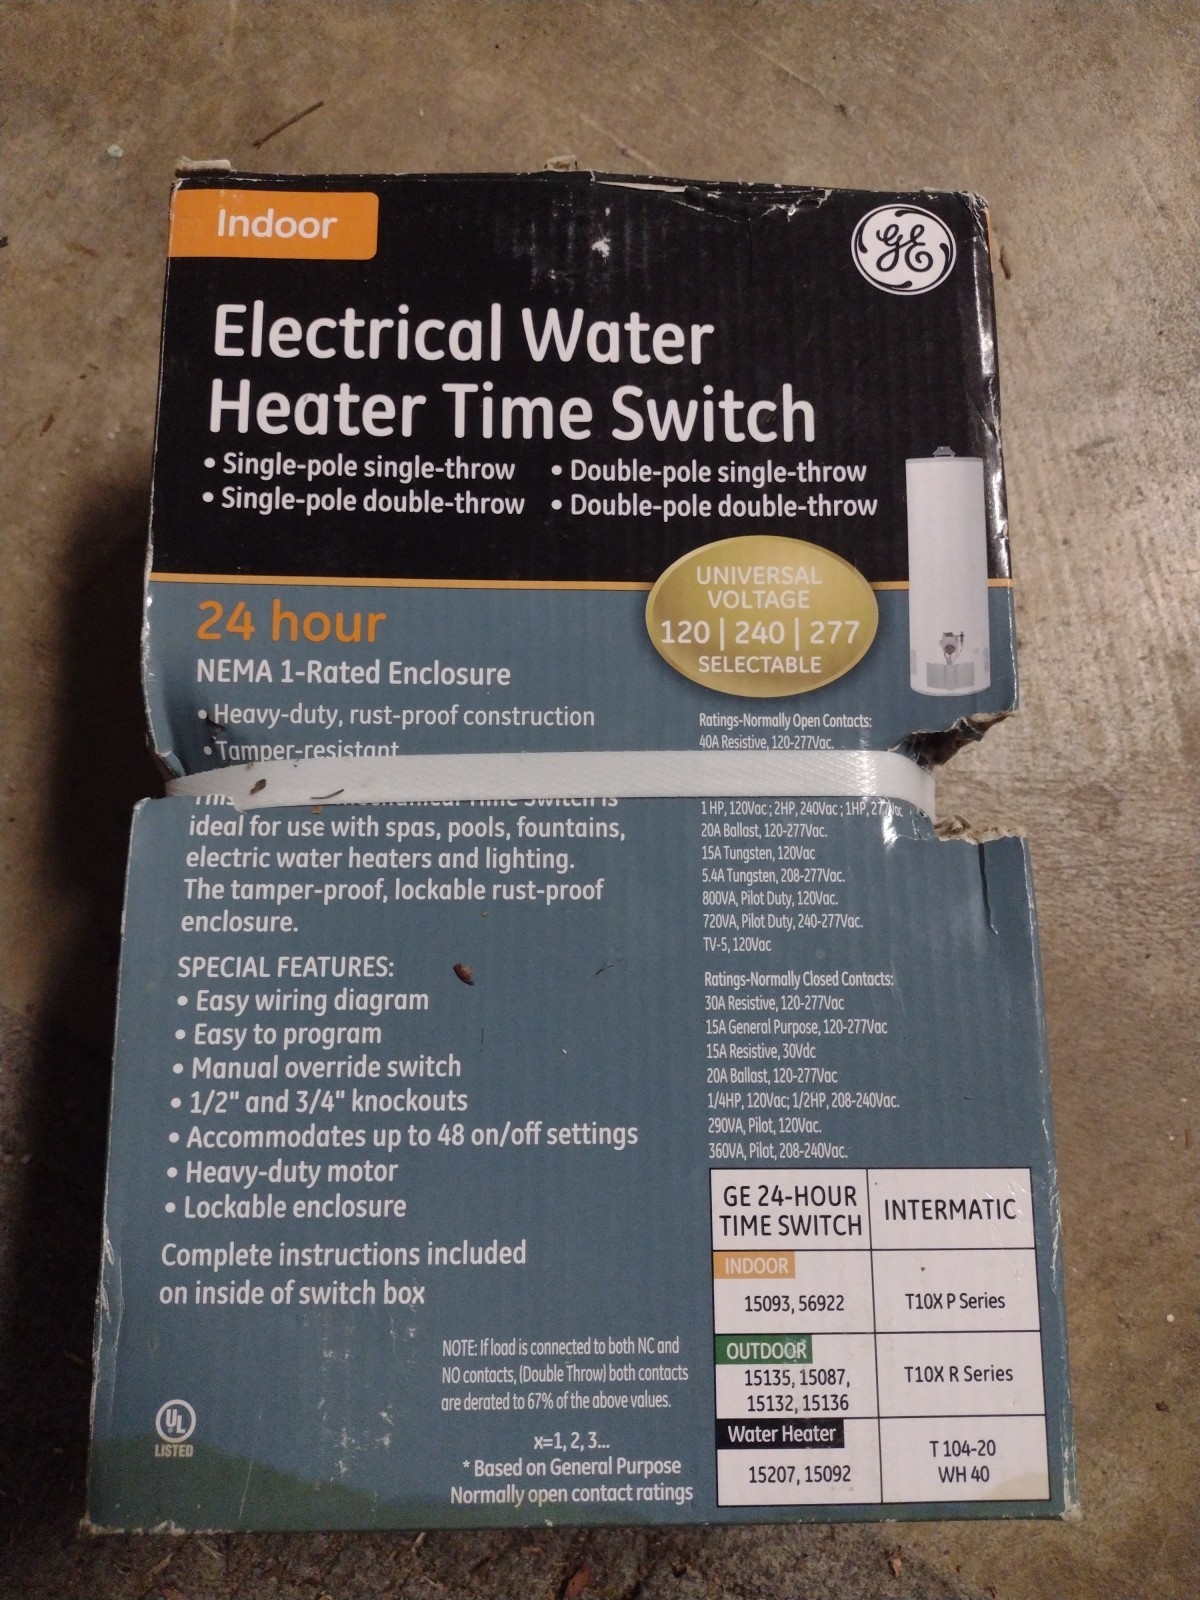 Indoor
GE
Electrical Water
Heater Time Switch
• Single-pole single-throw
• Single-pole double-throw
• Double-pole single-throw
• Double-pole double-throw
UNIVERSAL
VOLTAGE
120 | 240 | 277
SELECTABLE
24 hour
NEMA 1-Rated Enclosure
• Heavy-duty, rust-proof construction
• Tamper-resistant
This mechanical Time Switch is
ideal for use with spas, pools, fountains,
electric water heaters and lighting.
The tamper-proof, lockable rust-proof
enclosure.
SPECIAL FEATURES:
• Easy wiring diagram
• Easy to program
• Manual override switch
• 1/2" and 3/4" knockouts
• Accommodates up to 48 on/off settings
• Heavy-duty motor
• Lockable enclosure
Complete instructions included
on inside of switch box
Ratings-Normally Open Contacts:
40A Resistive, 120-277Vac.
1 HP, 120Vac ; 2HP, 240Vac ; 1HP, 277Vac
20A Ballast, 120-277Vac.
15A Tungsten, 120Vac
5.4A Tungsten, 208-277Vac.
800VA, Pilot Duty, 120Vac.
720VA, Pilot Duty, 240-277Vac.
TV-5, 120Vac
Ratings-Normally Closed Contacts:
30A Resistive, 120-277Vac
15A General Purpose, 120-277Vac
15A Resistive, 30Vdc
20A Ballast, 120-277Vac
1/4HP, 120Vac; 1/2HP, 208-240Vac.
290VA, Pilot, 120Vac.
360VA, Pilot, 208-240Vac.
GE 24-HOUR
TIME SWITCH
INTERMATIC
INDOOR
15093, 56922
T10X P Series
OUTDOOR
15135, 15087,
15132, 15136
T10X R Series
Water Heater
15207, 15092
T 104-20
WH 40
NOTE: If load is connected to both NC and
NO contacts, (Double Throw) both contacts
are derated to 67% of the above values.
x=1, 2, 3...
* Based on General Purpose
Normally open contact ratings
UL
LISTED